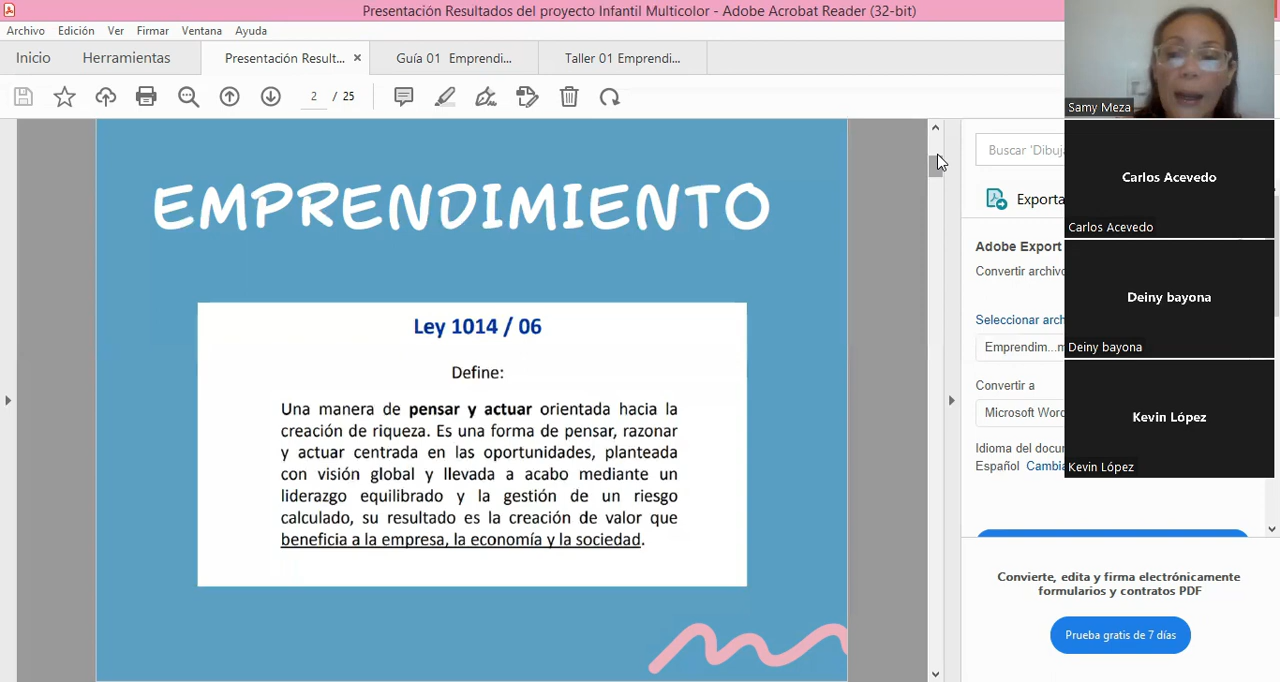 Presentación Resultados del proyecto Infantil Multicolor - Adobe Acrobat Reader (32-bit)
Archivo Edición Ver Firmar Ventana Ayuda
Inicio Herramientas Presentación Result... × Guía 01 Emprendi... Taller 01 Emprendi...
2 / 25
EMPRENDIMIENTO
Ley 1014 / 06
Define:
Una manera de pensar y actuar orientada hacia la
creación de riqueza. Es una forma de pensar, razonar
y actuar centrada en las oportunidades, planteada
con visión global y llevada a acabo mediante un
liderazgo equilibrado y la gestión de un riesgo
calculado, su resultado es la creación de valor que
beneficia a la empresa, la economía y la sociedad.
Buscar 'Dibuja
Exporta
Adobe Export
Convertir archivo
Seleccionar arch
Emprendim...m
Convertir a
Microsoft Word
Idioma del docum
Español Cambia
Convierte, edita y firma electrónicamente
formularios y contratos PDF
Prueba gratis de 7 días
Samy Meza
Carlos Acevedo
Carlos Acevedo
Deiny bayona
Deiny bayona
Kevin López
Kevin López